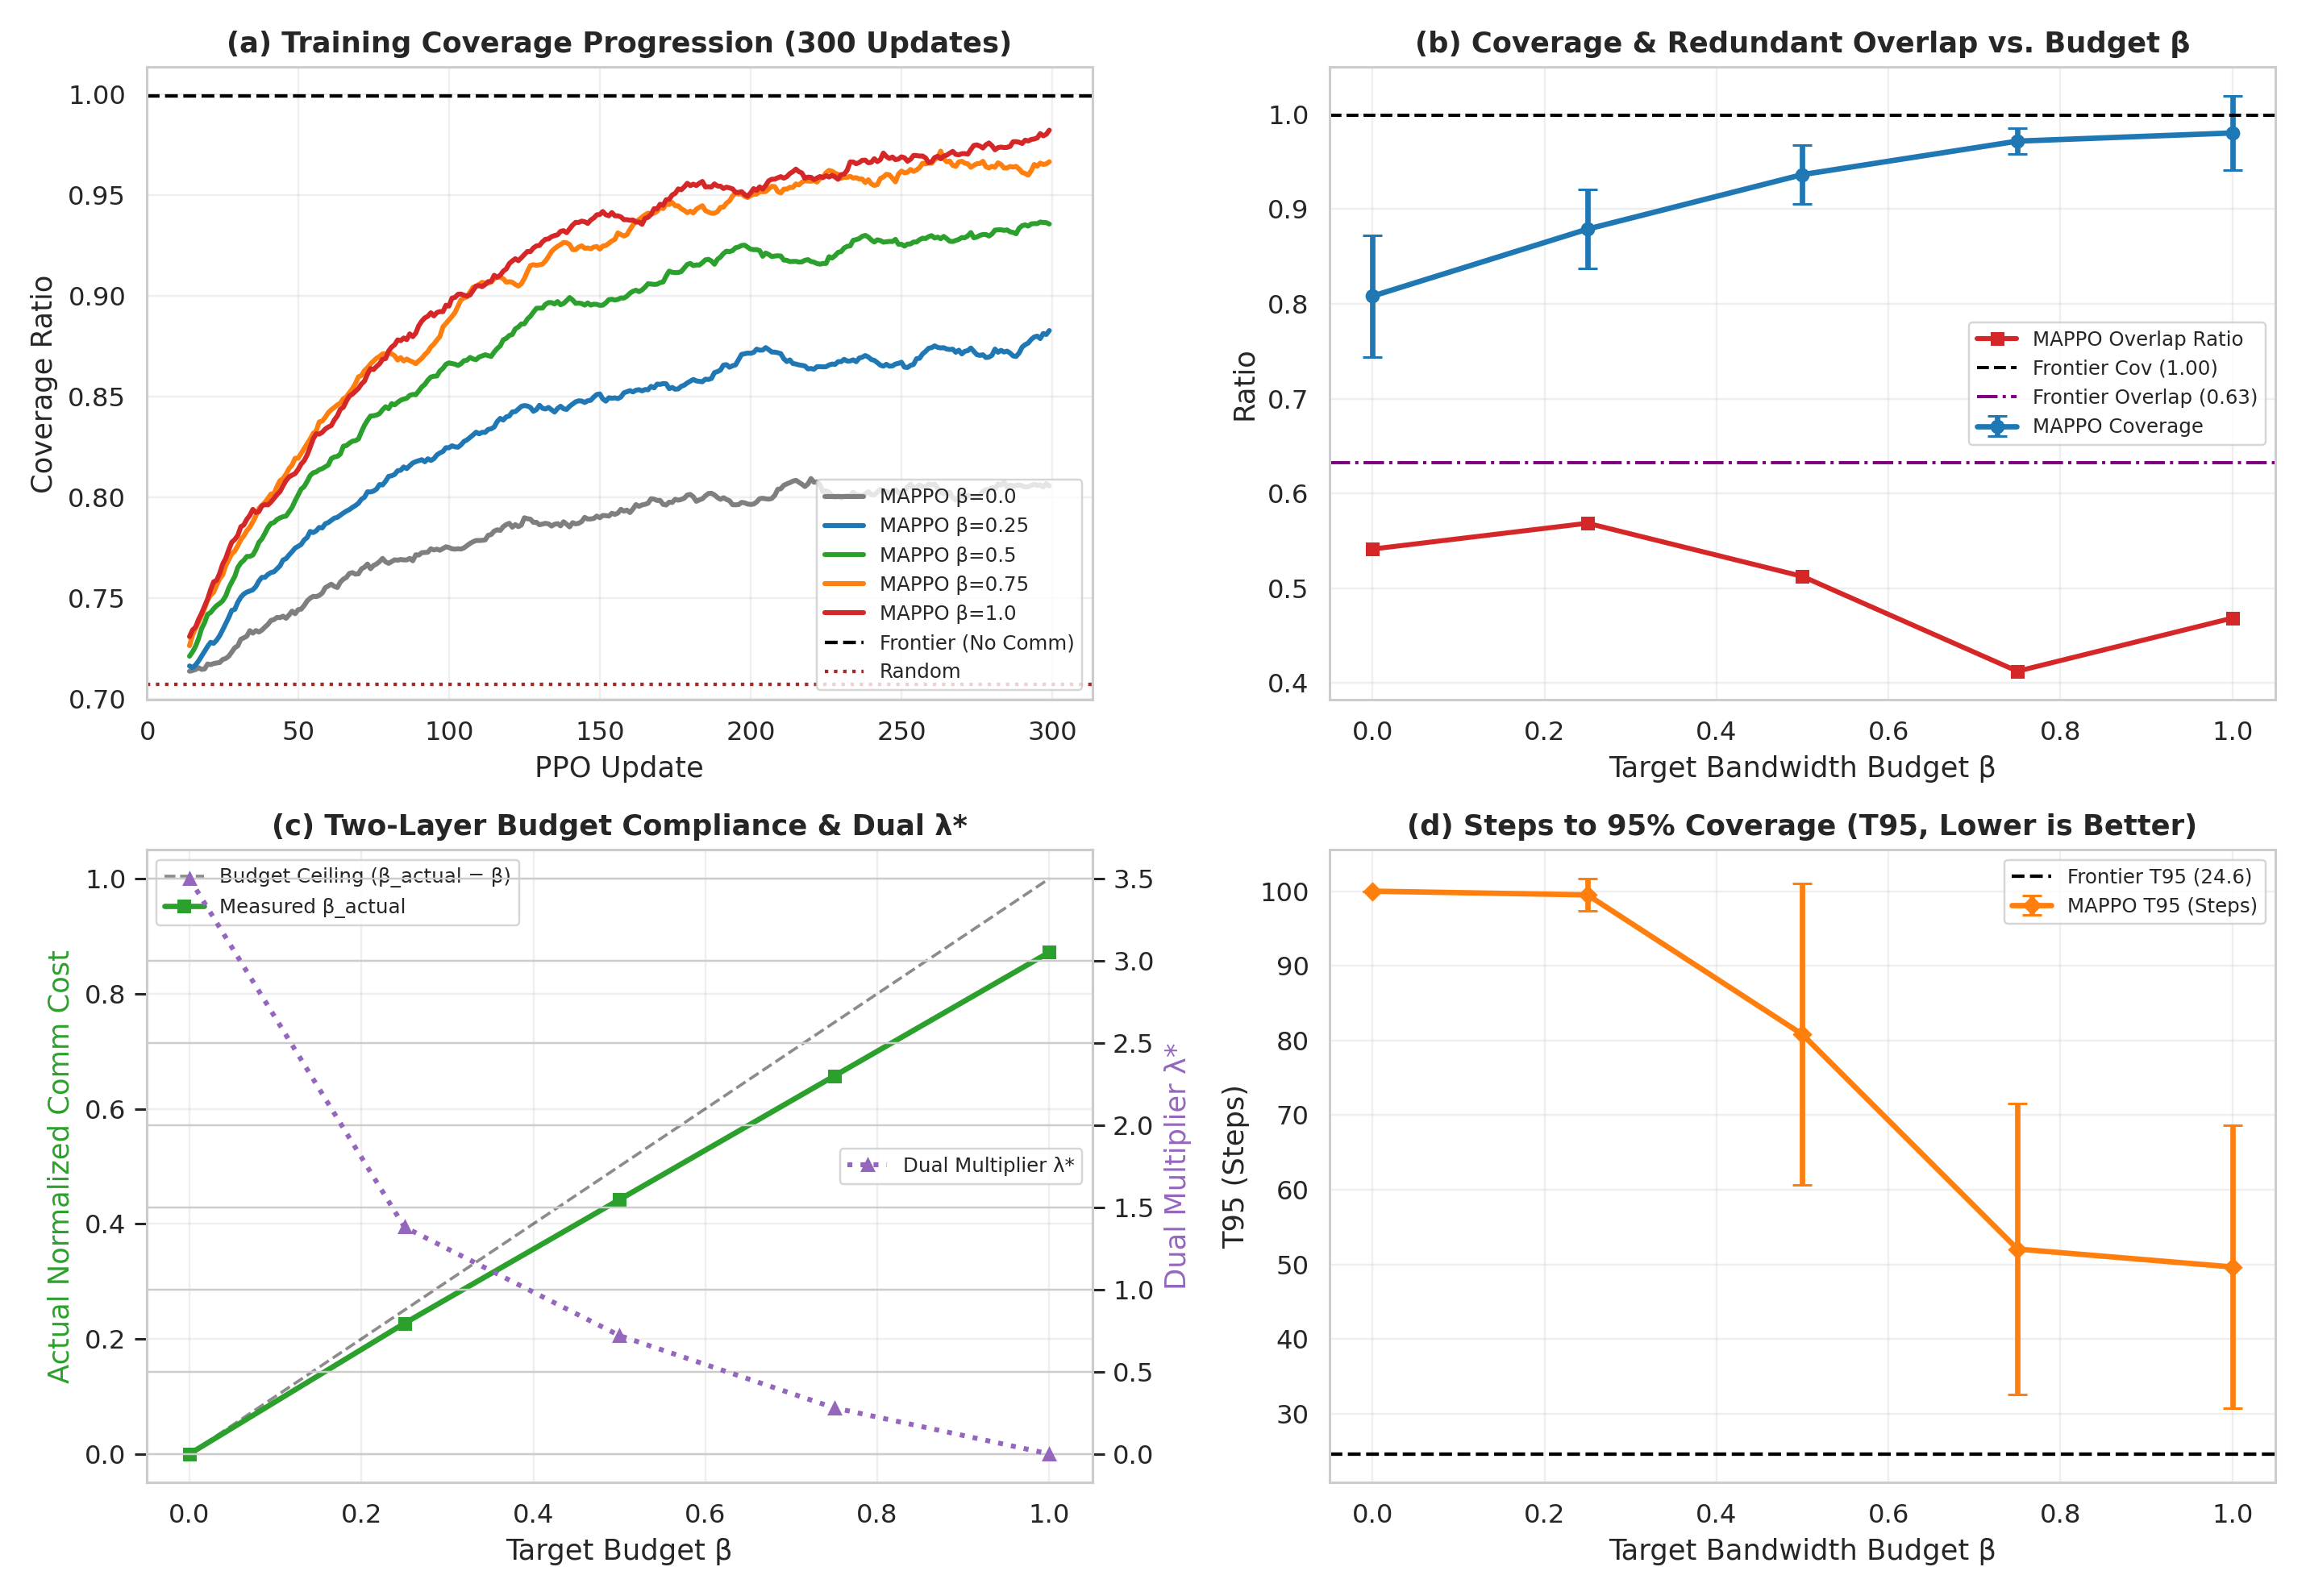 (a) Training Coverage Progression (300 Updates)
1.00
0.95
0.90
0.85
0.80
0.75
0.70
Coverage Ratio
MAPPO β=0.0
MAPPO β=0.25
MAPPO β=0.5
MAPPO β=0.75
MAPPO β=1.0
Frontier (No Comm)
Random
0 50 100 150 200 250 300
PPO Update
(b) Coverage & Redundant Overlap vs. Budget β
1.0
0.9
0.8
0.7
0.6
0.5
0.4
Ratio
MAPPO Overlap Ratio
Frontier Cov (1.00)
Frontier Overlap (0.63)
MAPPO Coverage
0.0 0.2 0.4 0.6 0.8 1.0
Target Bandwidth Budget β
(c) Two-Layer Budget Compliance & Dual λ*
1.0
0.8
0.6
0.4
0.2
0.0
Actual Normalized Comm Cost
Budget Ceiling (β_actual = β)
Measured β_actual
Dual Multiplier λ*
3.5
3.0
2.5
2.0
1.5
1.0
0.5
0.0
Dual Multiplier λ*
0.0 0.2 0.4 0.6 0.8 1.0
Target Budget β
(d) Steps to 95% Coverage (T95, Lower is Better)
100
90
80
70
60
50
40
30
T95 (Steps)
Frontier T95 (24.6)
MAPPO T95 (Steps)
0.0 0.2 0.4 0.6 0.8 1.0
Target Bandwidth Budget β